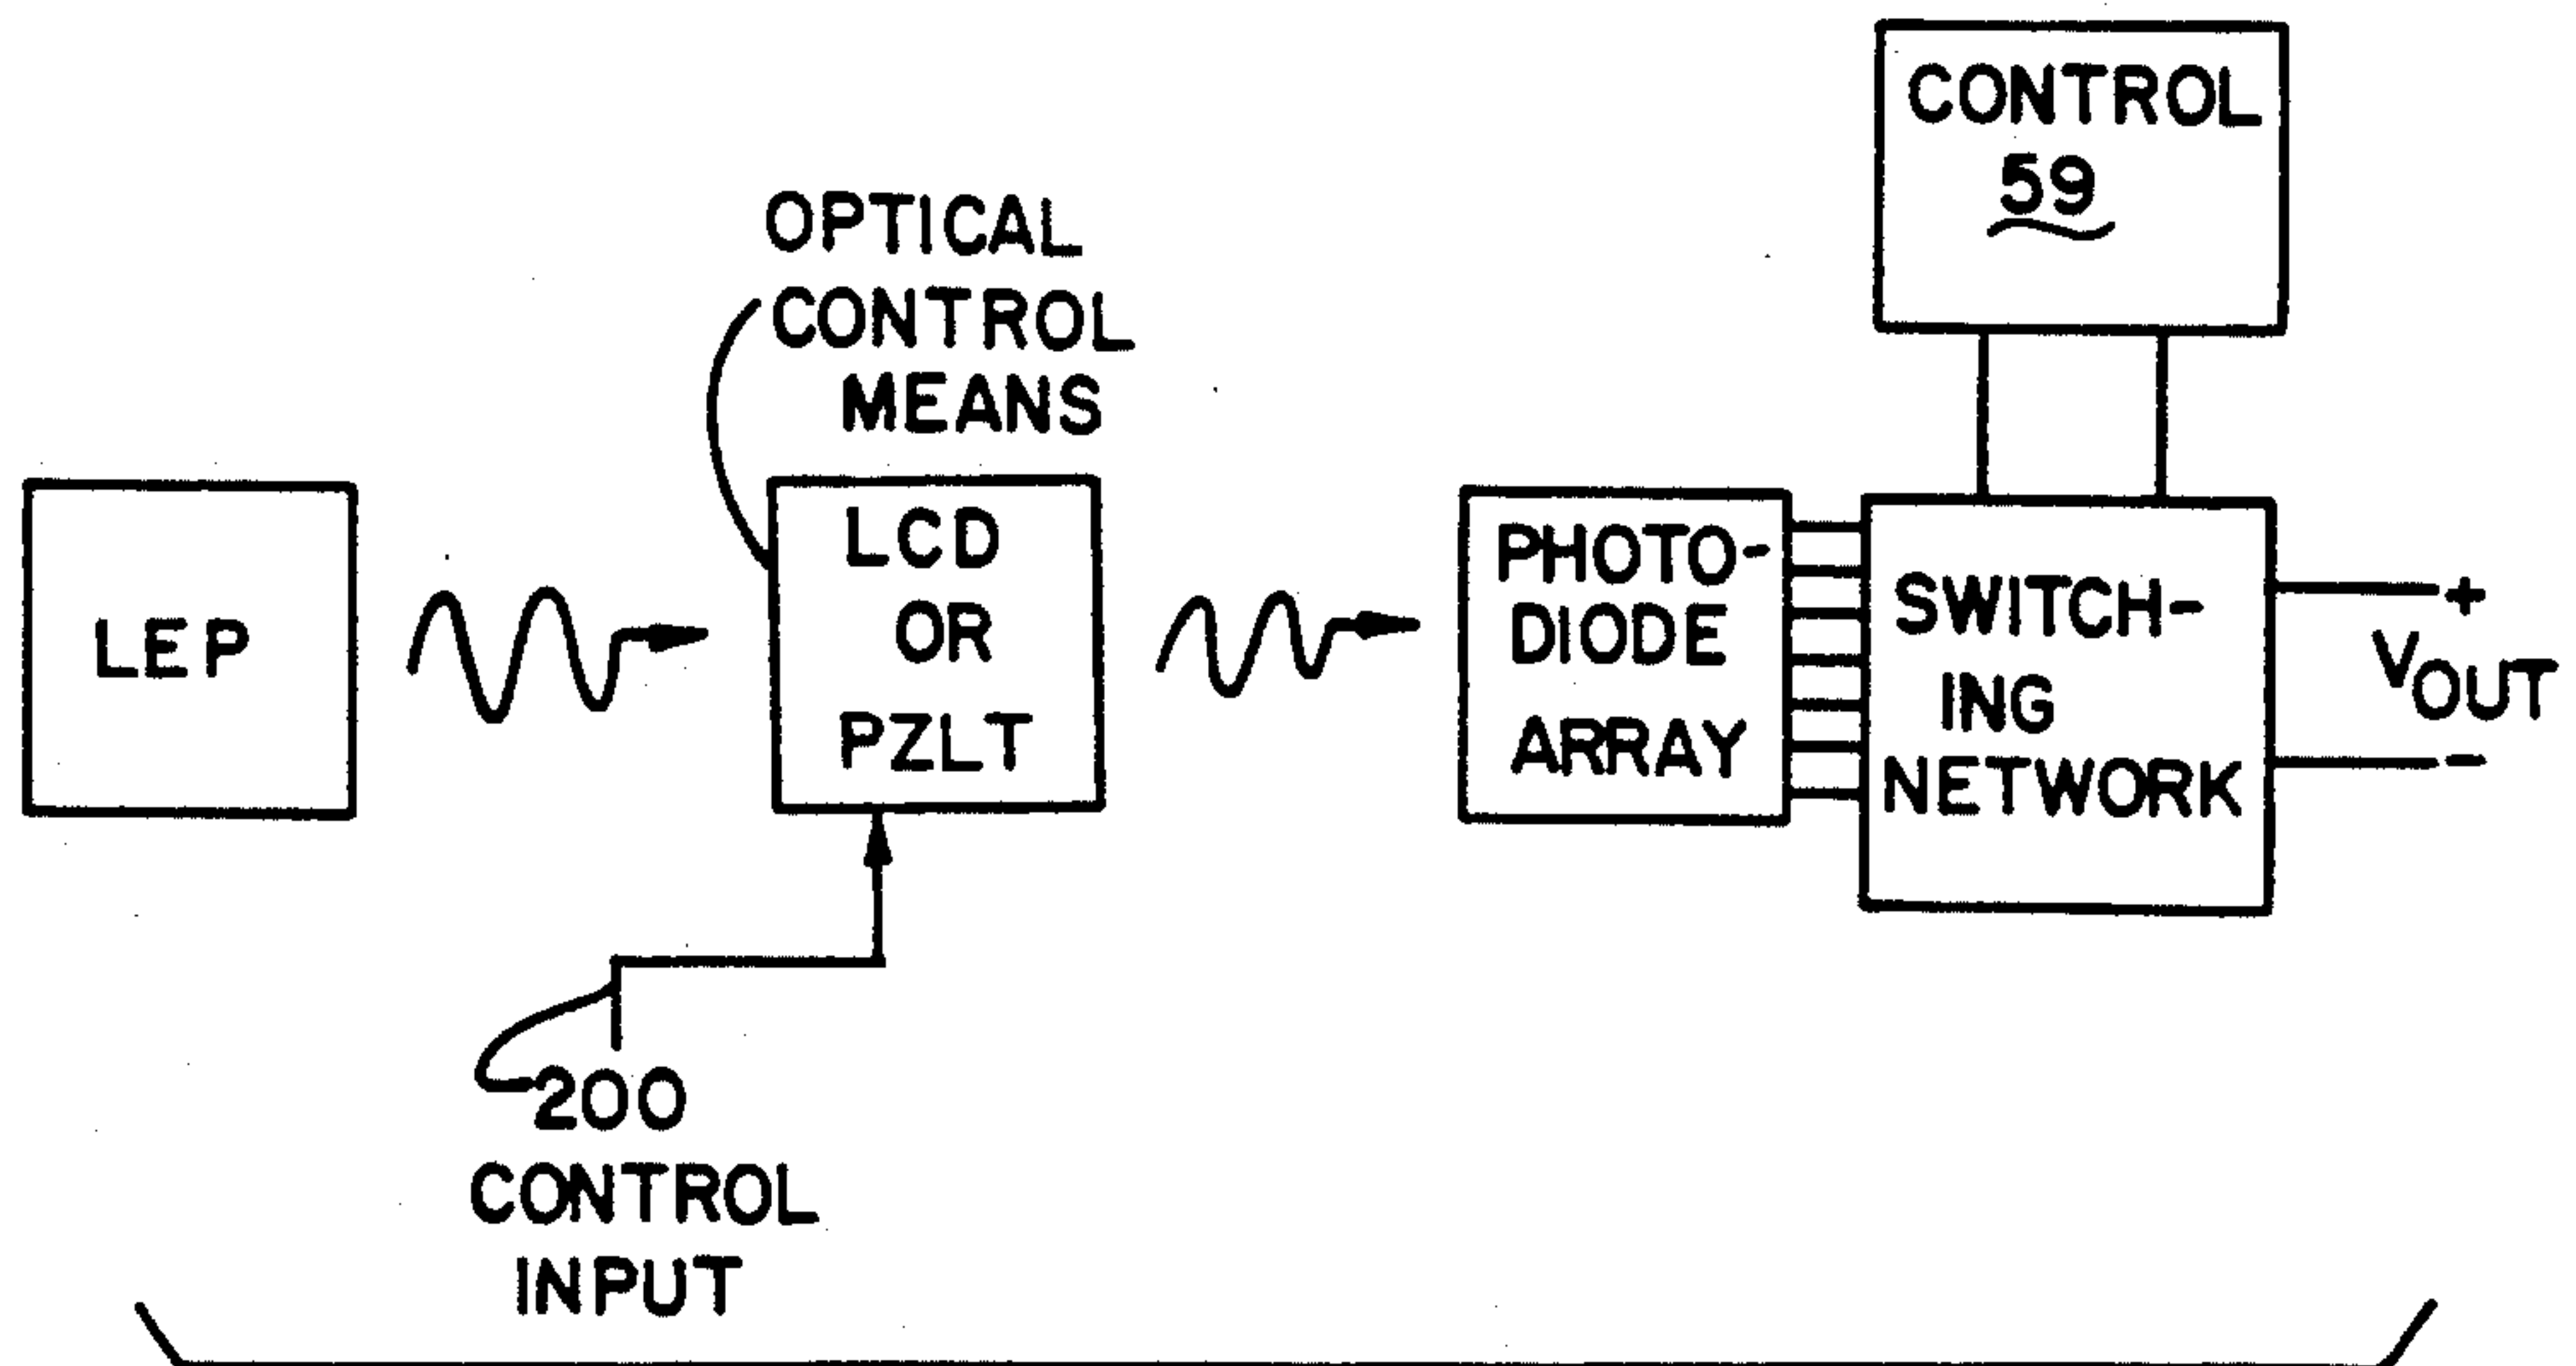 CONTROL
59
OPTICAL
CONTROL
MEANS
LEP
LCD
OR
PZLT
PHOTO-
DIODE
ARRAY
SWITCH-
ING
NETWORK
+
VOUT
-
200
CONTROL
INPUT